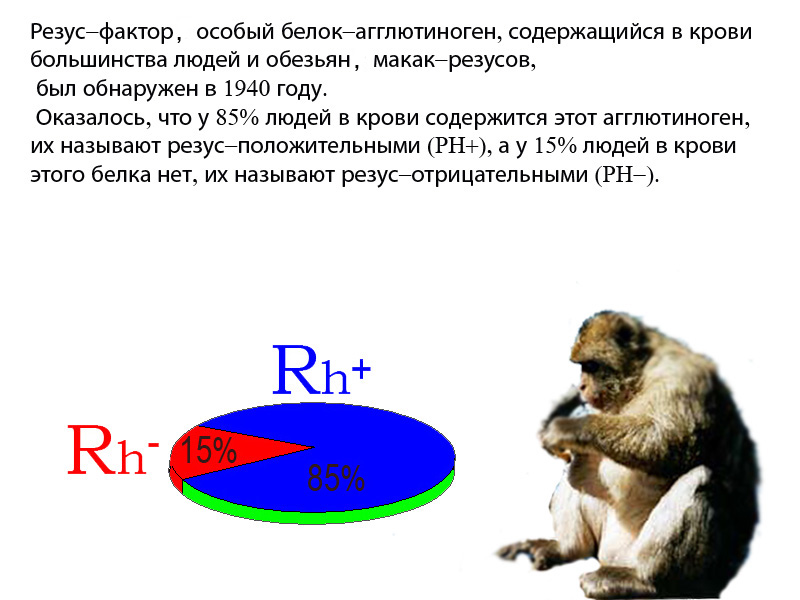 Резус–фактор, особый белок–агглютиноген, содержащийся в крови
большинства людей и обезьян, макак–резусов,
был обнаружен в 1940 году.
Оказалось, что у 85% людей в крови содержится этот агглютиноген,
их называют резус–положительными (РН+), а у 15% людей в крови
этого белка нет, их называют резус–отрицательными (РН–).
Rh+
Rh-
15%
85%